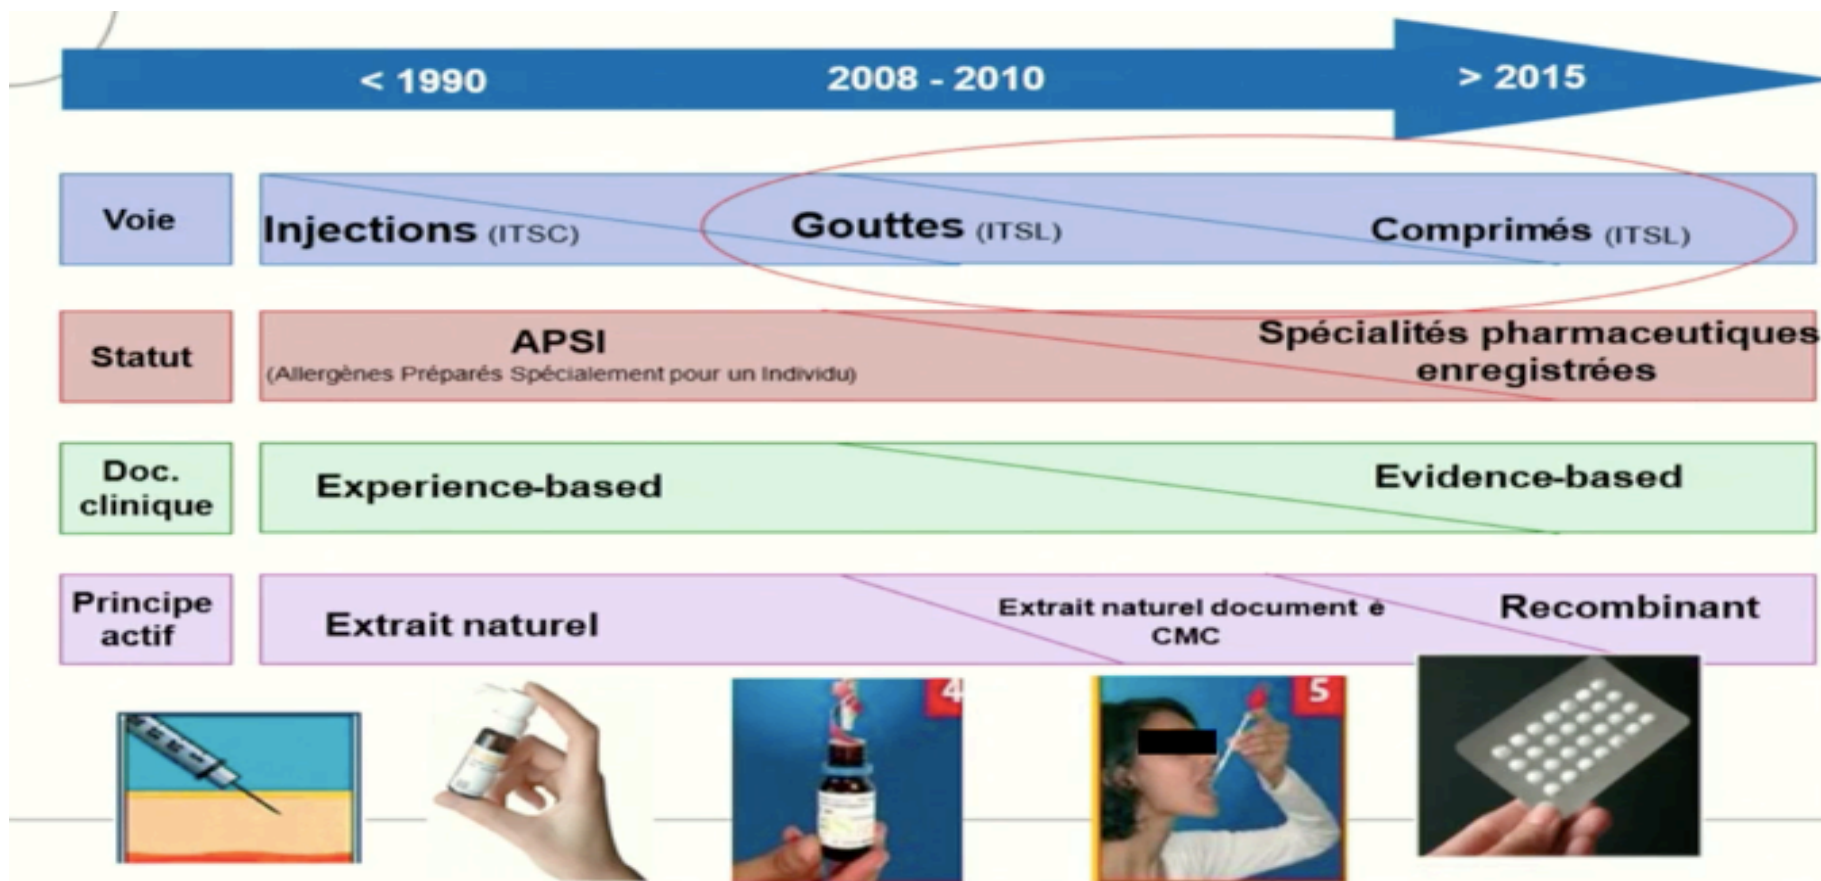 < 1990 2008 - 2010 > 2015
Voie
Injections (ITSC) Gouttes (ITSL) Comprimés (ITSL)
Statut
APSI
(Allergènes Préparés Spécialement pour un Individu)
Spécialités pharmaceutiques
enregistrées
Doc.
clinique
Experience-based Evidence-based
Principe
actif
Extrait naturel
Extrait naturel document é
CMC
Recombinant
4
5